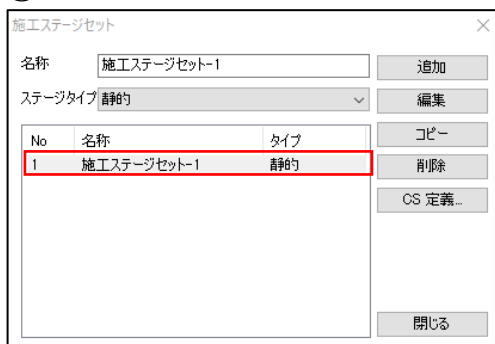 施工ステージセット
名称 施工ステージセット-1 追加
ステージタイプ 静的 編集
No 名称 タイプ コピー
1 施工ステージセット-1 静的 削除
CS 定義...
閉じる